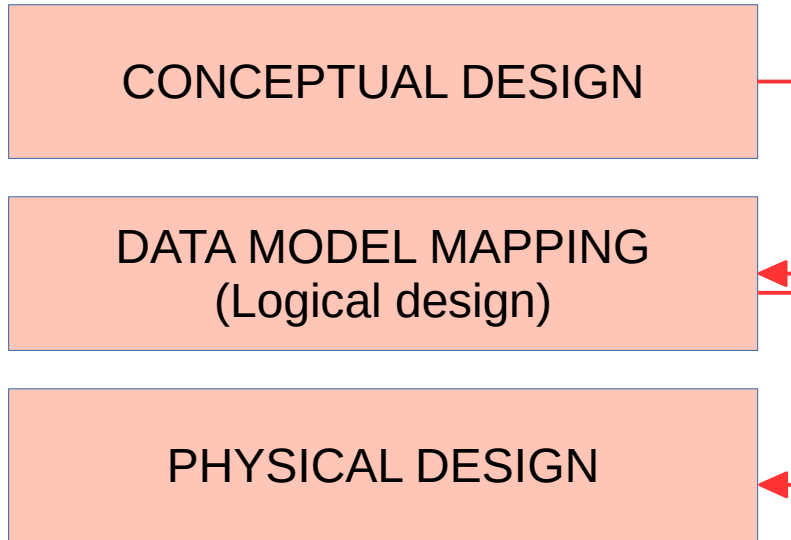 CONCEPTUAL DESIGN
DATA MODEL MAPPING
(Logical design)
PHYSICAL DESIGN